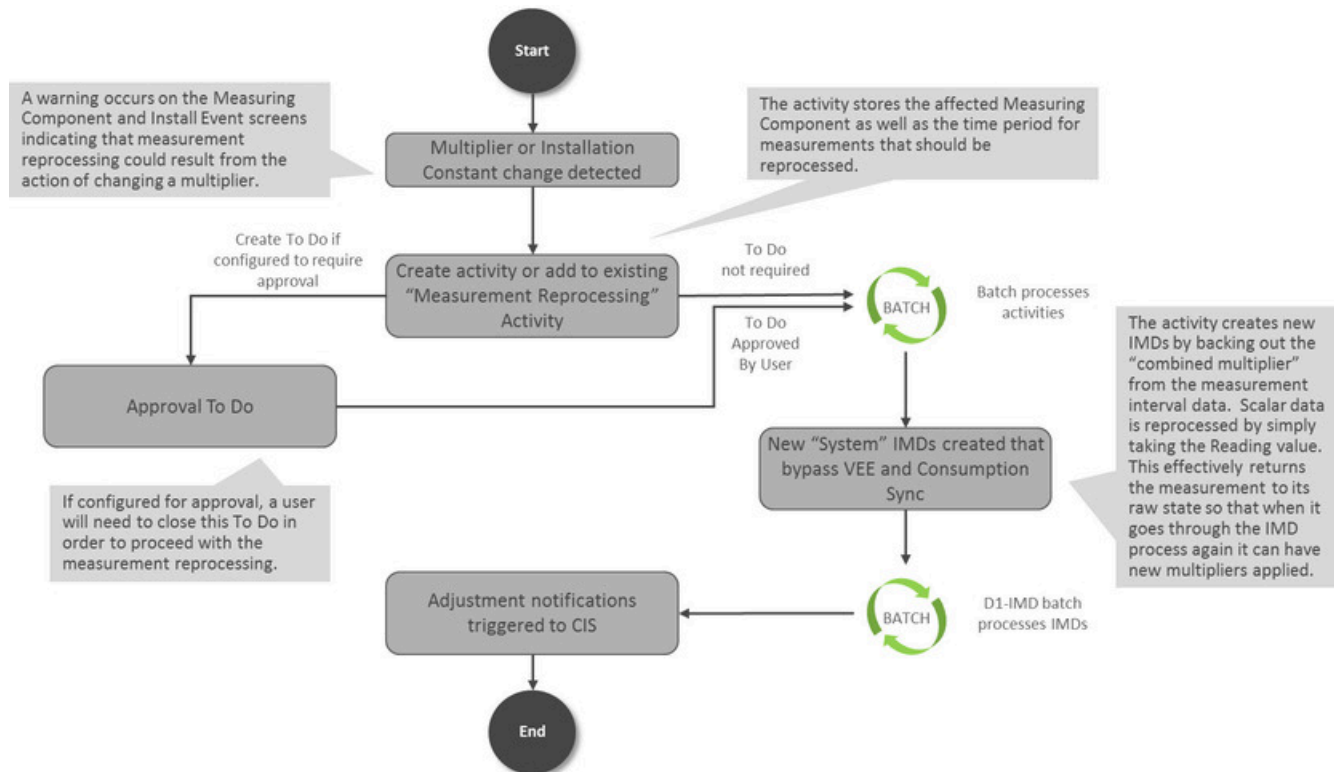 Start
A warning occurs on the Measuring
Component and Install Event screens
indicating that measurement
reprocessing could result from the
action of changing a multiplier.
Multiplier or Installation
Constant change detected
The activity stores the affected Measuring
Component as well as the time period for
measurements that should be
reprocessed.
Create To Do if
configured to require
approval
Create activity or add to existing
“Measurement Reprocessing”
Activity
To Do
not required
To Do
Approved
By User
BATCH
Batch processes
activities
Approval To Do
If configured for approval, a user
will need to close this To Do in
order to proceed with the
measurement reprocessing.
New “System” IMDs created that
bypass VEE and Consumption
Sync
The activity creates new
IMDs by backing out the
“combined multiplier”
from the measurement
interval data.  Scalar data
is reprocessed by simply
taking the Reading value.
This effectively returns
the measurement to its
raw state so that when it
goes through the IMD
process again it can have
new multipliers applied.
BATCH
D1-IMD batch
processes IMDs
Adjustment notifications
triggered to CIS
End